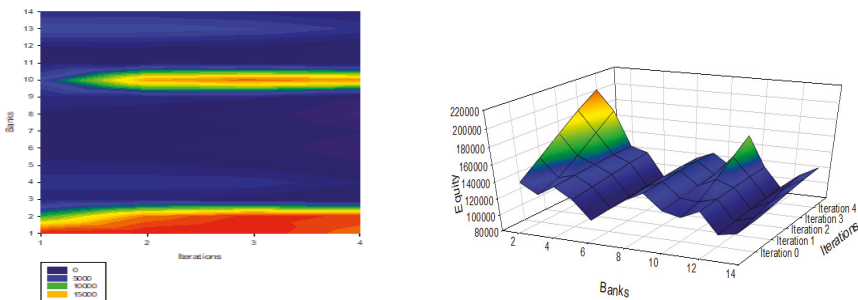 14
13
12
11
10
9
8
7
6
5
4
3
2
1
Banks
1 2 3 4
Iterations
0
5000
10000
15000
220000
200000
180000
160000
140000
120000
100000
80000
Equity
2 4 6 8 10 12 14
Banks
Iteration 4
Iteration 3
Iteration 2
Iteration 1
Iteration 0
Iterations